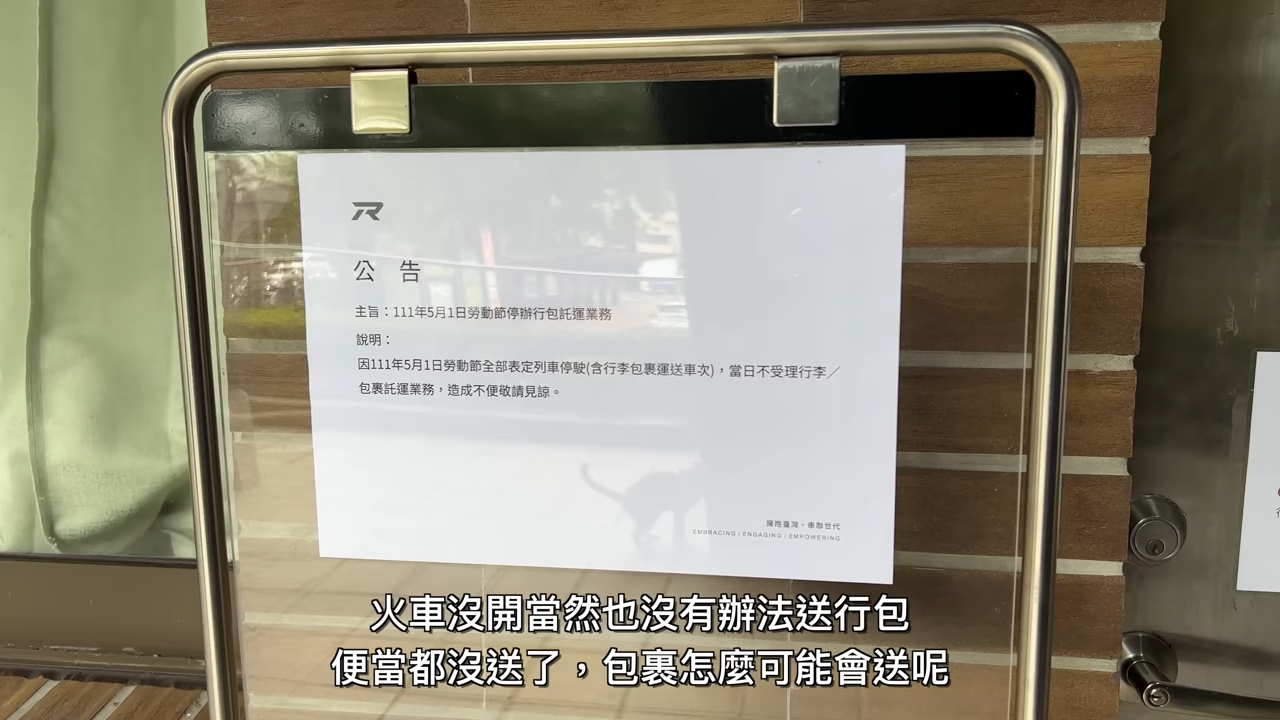 公 告
主旨：111年5月1日勞動節停辦行包託運業務
說明：
因111年5月1日勞動節全部表定列車停駛(含行李包裹運送車次)，當日不受理行李／
包裹託運業務，造成不便敬請見諒。
擁抱臺灣・串聯世代
EMBRACING / ENGAGING / EMPOWERING
火車沒開當然也沒有辦法送行包
便當都沒送了，包裹怎麼可能會送呢